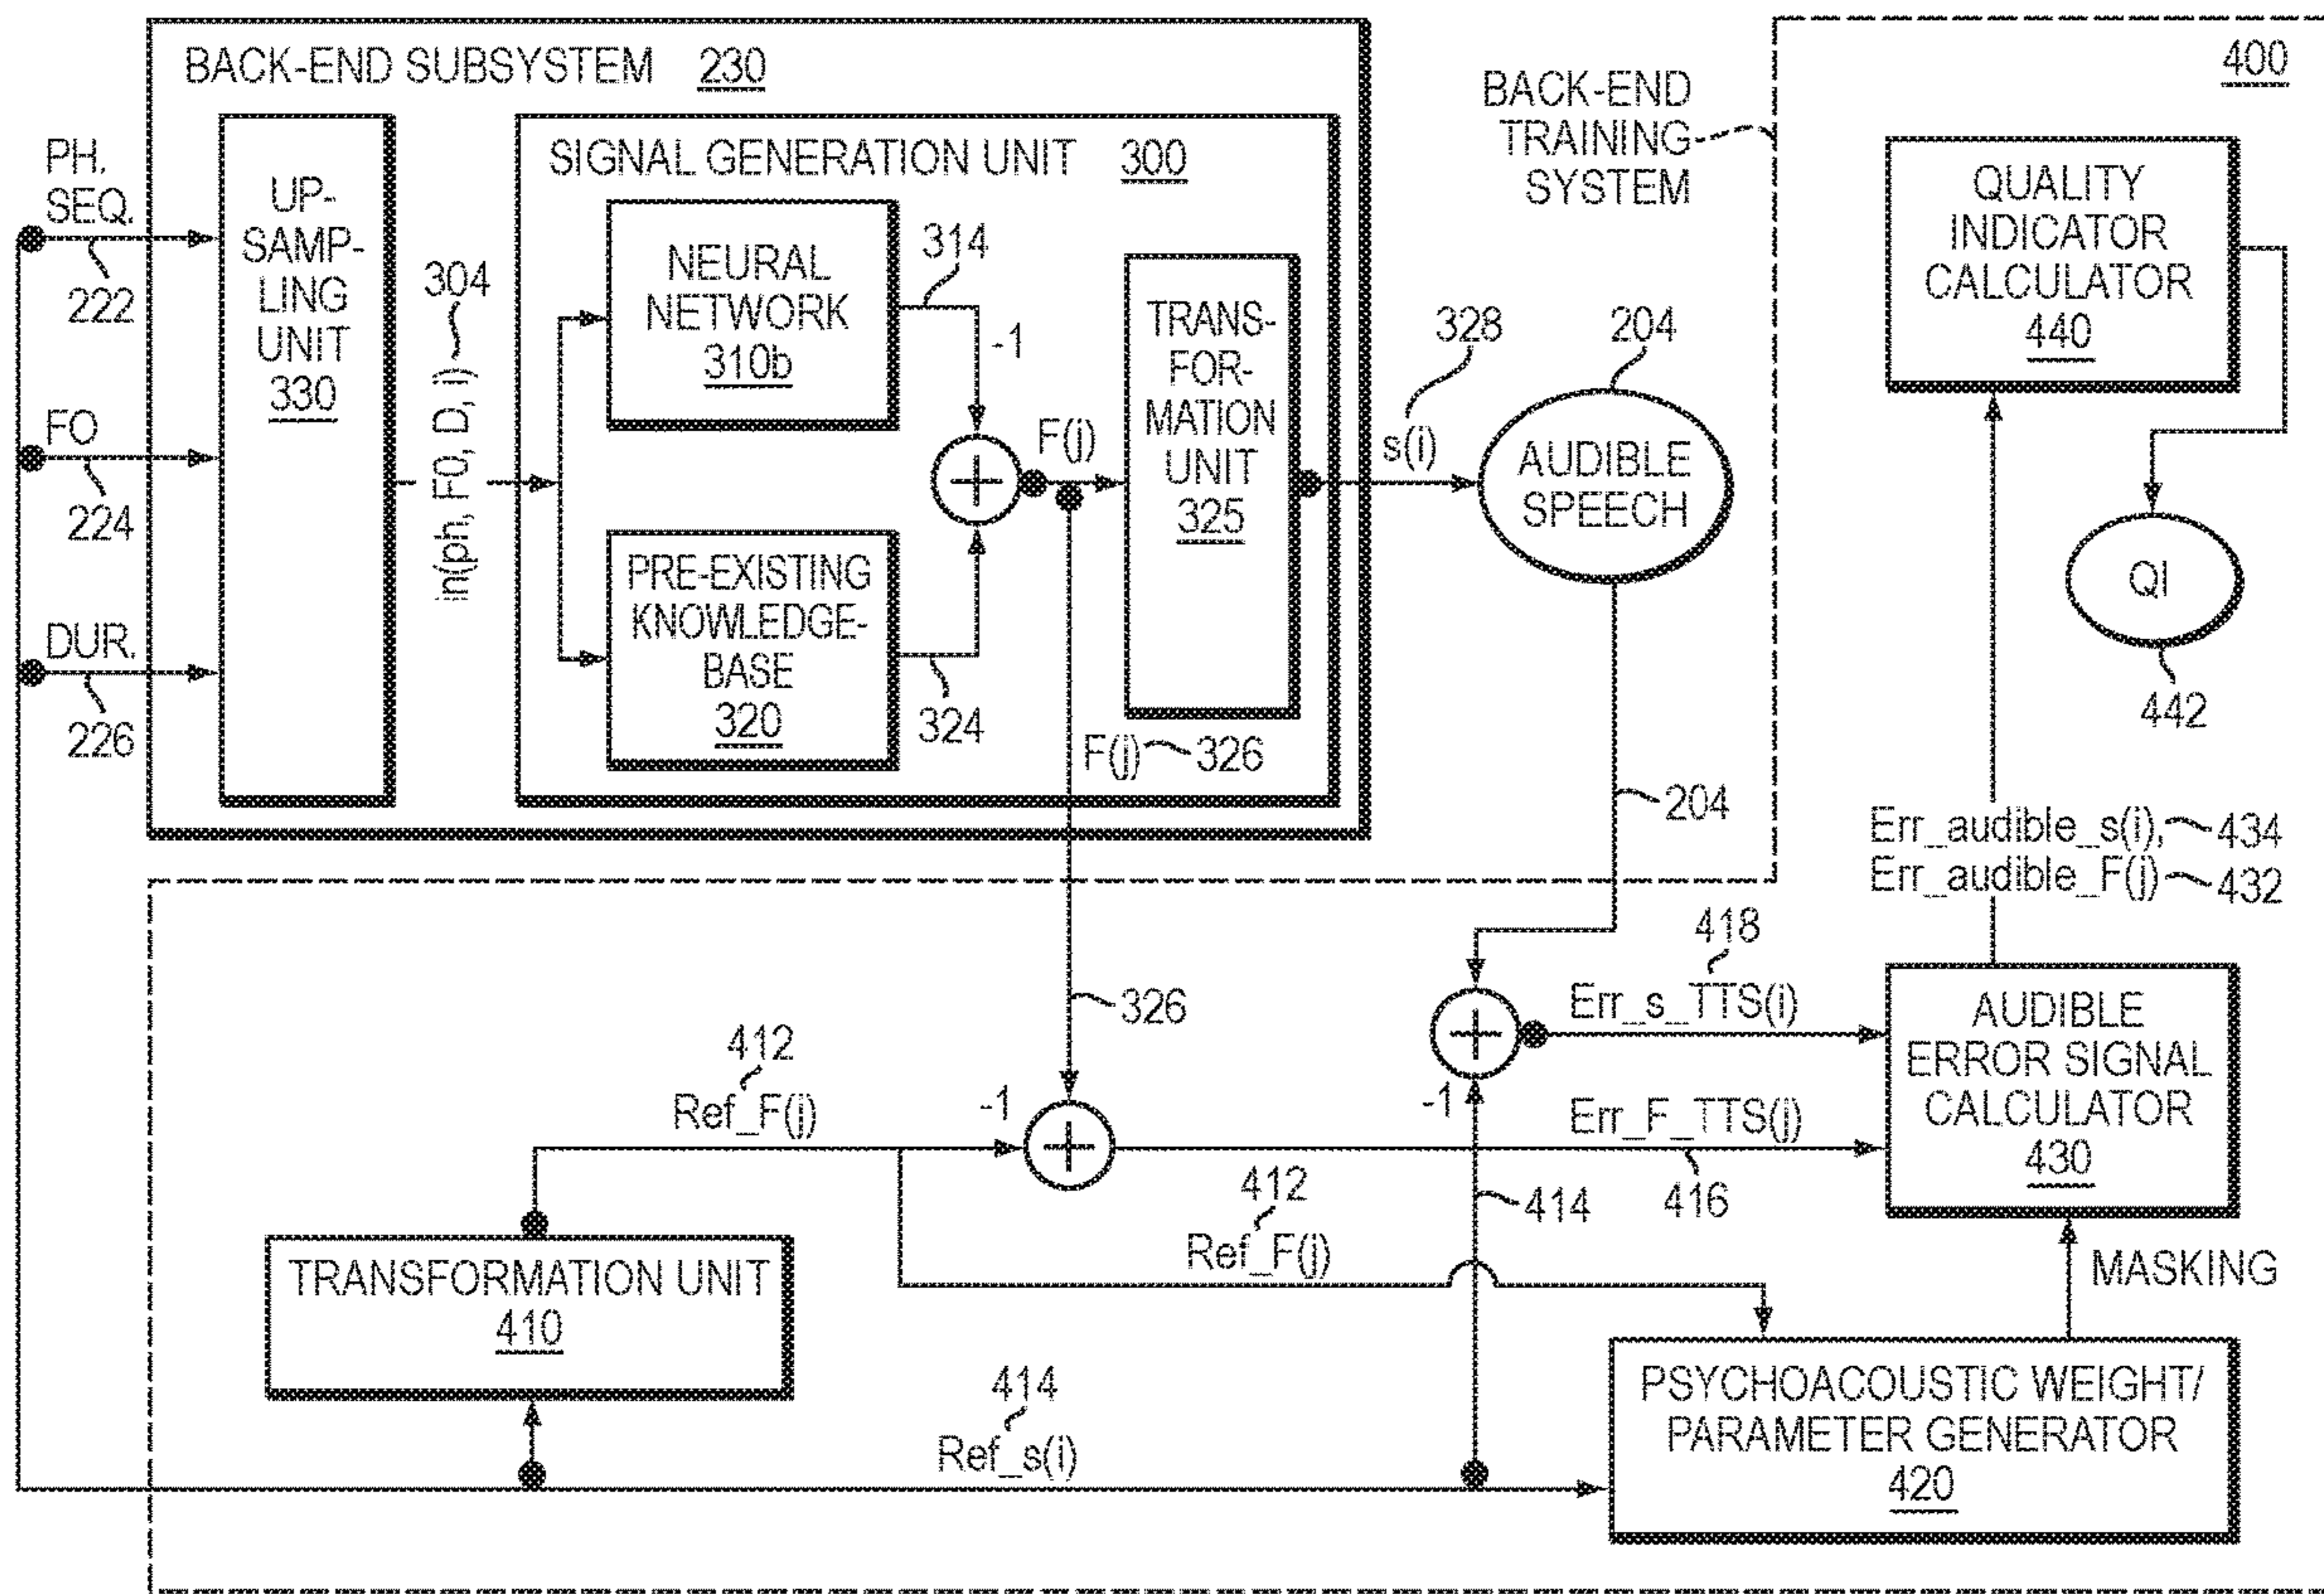 BACK-END SUBSYSTEM 230
400
BACK-END
TRAINING
SYSTEM
PH.
SEQ.
222
FO
224
DUR.
226
UP-
SAMP-
LING
UNIT
330
in(ph, F0, D, i)
304
SIGNAL GENERATION UNIT 300
NEURAL
NETWORK
310b
314
-1
PRE-EXISTING
KNOWLEDGE-
BASE
320
324
+
F(j)
F(j)
326
TRANS-
FOR-
MATION
UNIT
325
328
s(i)
204
AUDIBLE
SPEECH
204
QUALITY
INDICATOR
CALCULATOR
440
QI
442
Err_audible_s(i), 434
Err_audible_F(j) 432
326
418
Err_s_TTS(i)
+
-1
412
Ref_F(j)
-1
+
Err_F_TTS(j)
416
414
412
Ref_F(j)
AUDIBLE
ERROR SIGNAL
CALCULATOR
430
MASKING
TRANSFORMATION UNIT
410
414
Ref_s(i)
PSYCHOACOUSTIC WEIGHT/
PARAMETER GENERATOR
420